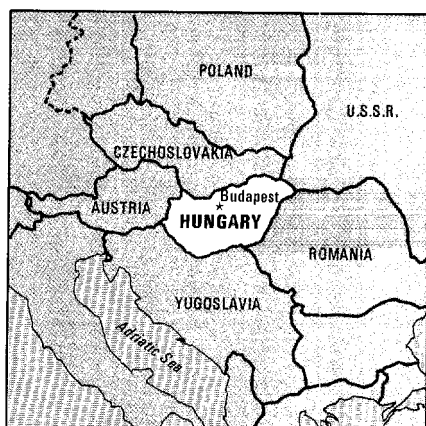 POLAND
U.S.S.R.
CZECHOSLOVAKIA
Budapest
AUSTRIA
HUNGARY
ROMANIA
YUGOSLAVIA
Adriatic Sea